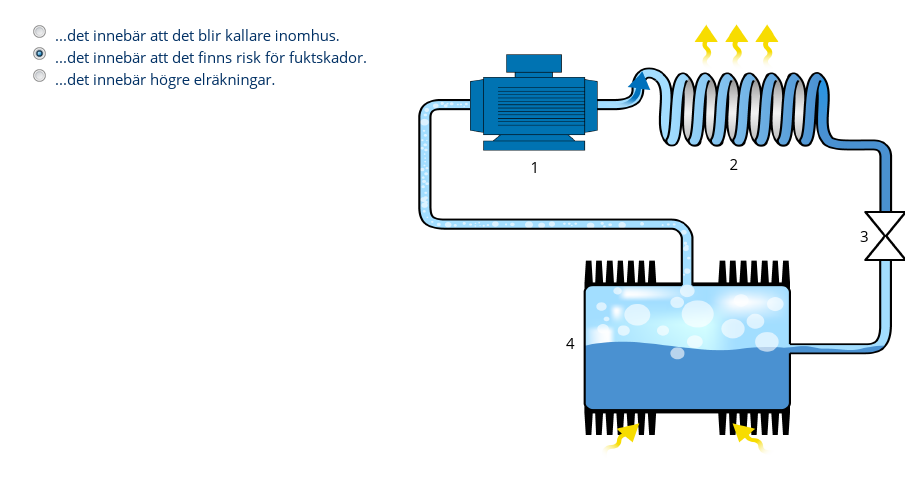 ...det innebär att det blir kallare inomhus.
...det innebär att det finns risk för fuktskador.
...det innebär högre elräkningar.
1
2
3
4